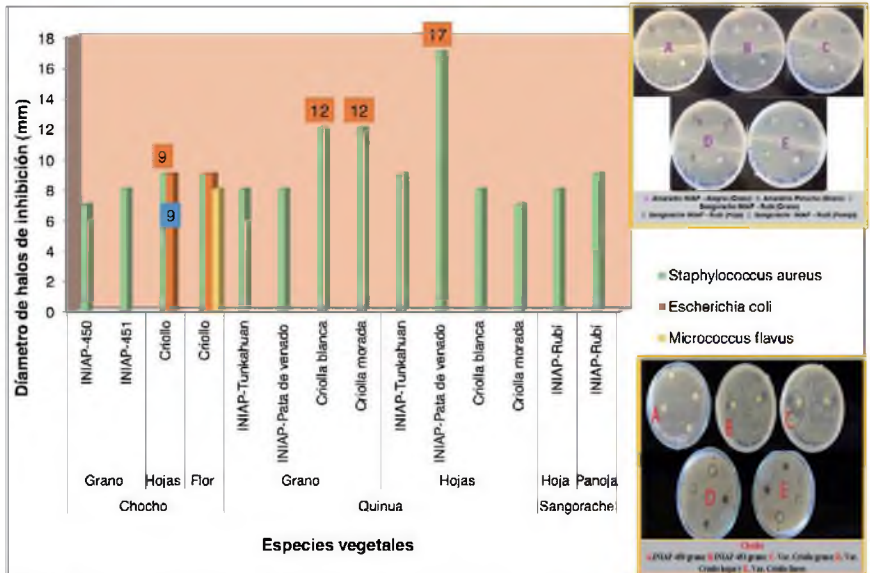 Diámetro de halos de inhibición (mm)
18
16
14
12
10
8
6
4
2
0
9
9
12
12
17
INIAP-450
INIAP-451
Criollo
Criollo
INIAP-Tunkahuan
INIAP-Pata de venado
Criolla blanca
Criolla morada
INIAP-Tunkahuan
INIAP-Pata de venado
Criolla blanca
Criolla morada
INIAP-Rubí
INIAP-Rubí
Grano
Hojas
Flor
Grano
Hojas
Hoja
Panoja
Chocho
Quinua
Sangorachel
Especies vegetales
A
B
C
D
E
Staphylococcus aureus
Escherichia coli
Micrococcus flavus
A
B
C
D
E
Chocho